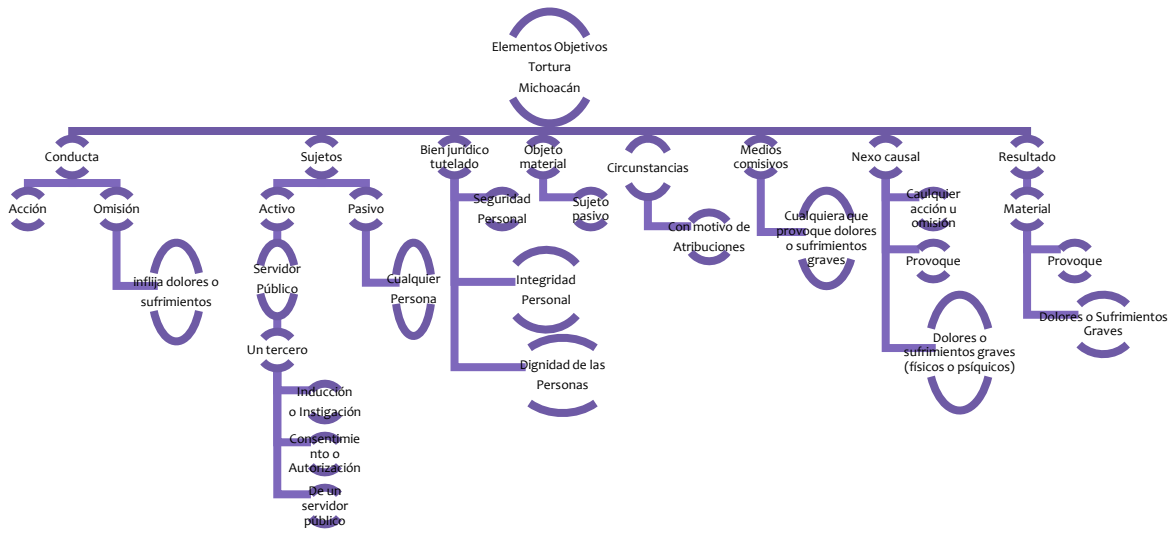 Elementos Objetivos
Tortura
Michoacán
Conducta
Acción
Omisión
inflija dolores o
sufrimientos
Sujetos
Activo
Servidor
Público
Un tercero
Inducción
o Instigación
Consentimie
nto o
Autorización
De un
servidor
público
Pasivo
Cualquier
Persona
Bien jurídico
tutelado
Seguridad
Personal
Integridad
Personal
Dignidad de las
Personas
Objeto
material
Sujeto
pasivo
Circunstancias
Con motivo de
Atribuciones
Medios
comisivos
Cualquiera que
provoque dolores
o sufrimientos
graves
Nexo causal
Caulquier
acción u
omisión
Provoque
Dolores o
sufrimientos graves
(físicos o psíquicos)
Resultado
Material
Provoque
Dolores o Sufrimientos
Graves